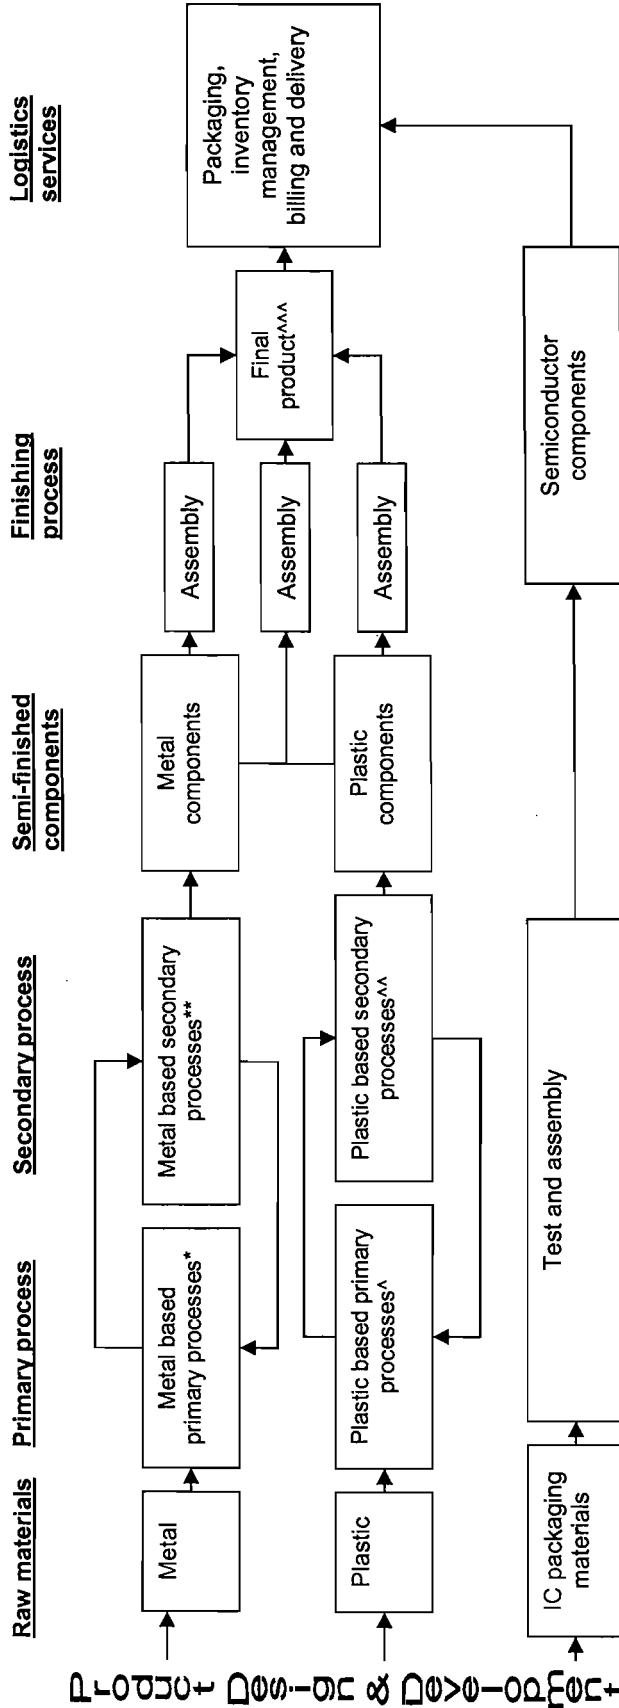 Raw materials
Primary process
Secondary process
Semi-finished
components
Finishing
process
Logistics
services
Product Design & Development
Metal
Metal based
primary processes*
Metal based secondary
processes**
Metal
components
Assembly
Assembly
Assembly
Final
product^^^
Packaging,
inventory
management,
billing and delivery
Plastic
Plastic based primary
processes^
Plastic based secondary
processes^^
Plastic
components
IC packaging
materials
Test and assembly
Semiconductor
components